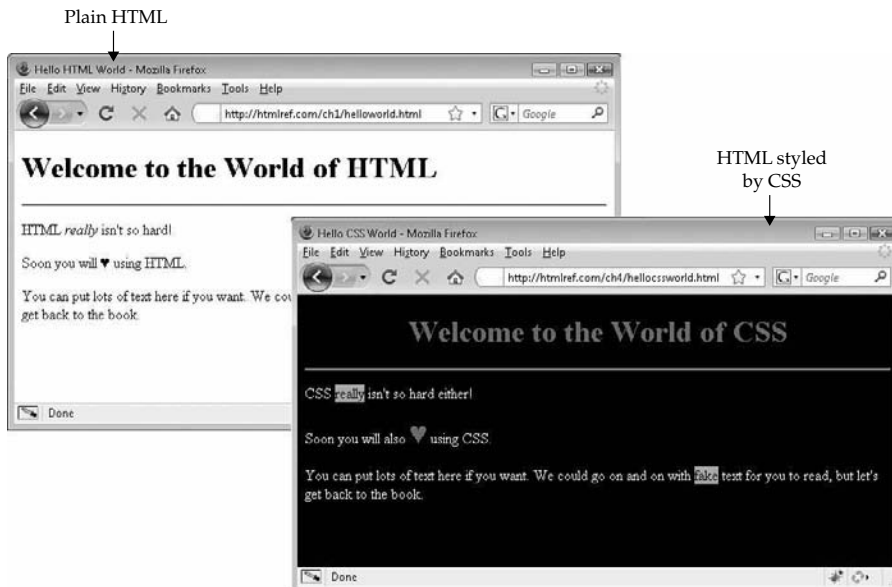 Plain HTML
Hello HTML World - Mozilla Firefox
File Edit View History Bookmarks Tools Help
http://htmlref.com/ch1/helloworld.html
Google
Welcome to the World of HTML
HTML really isn't so hard!
Soon you will ♥ using HTML.
You can put lots of text here if you want. We cou
get back to the book.
Done
HTML styled
by CSS
Hello CSS World - Mozilla Firefox
File Edit View History Bookmarks Tools Help
http://htmlref.com/ch4/hellocssworld.html
Google
Welcome to the World of CSS
CSS really isn't so hard either!
Soon you will also ♥ using CSS.
You can put lots of text here if you want. We could go on and on with fake text for you to read, but let's
get back to the book.
Done